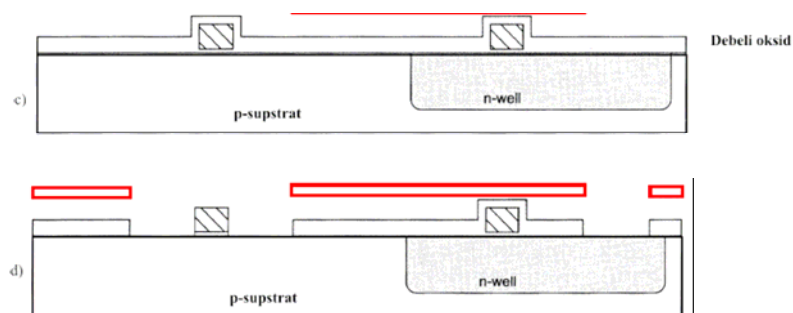 Debeli oksid
c)
n-well
p-supstrat
d)
n-well
p-supstrat